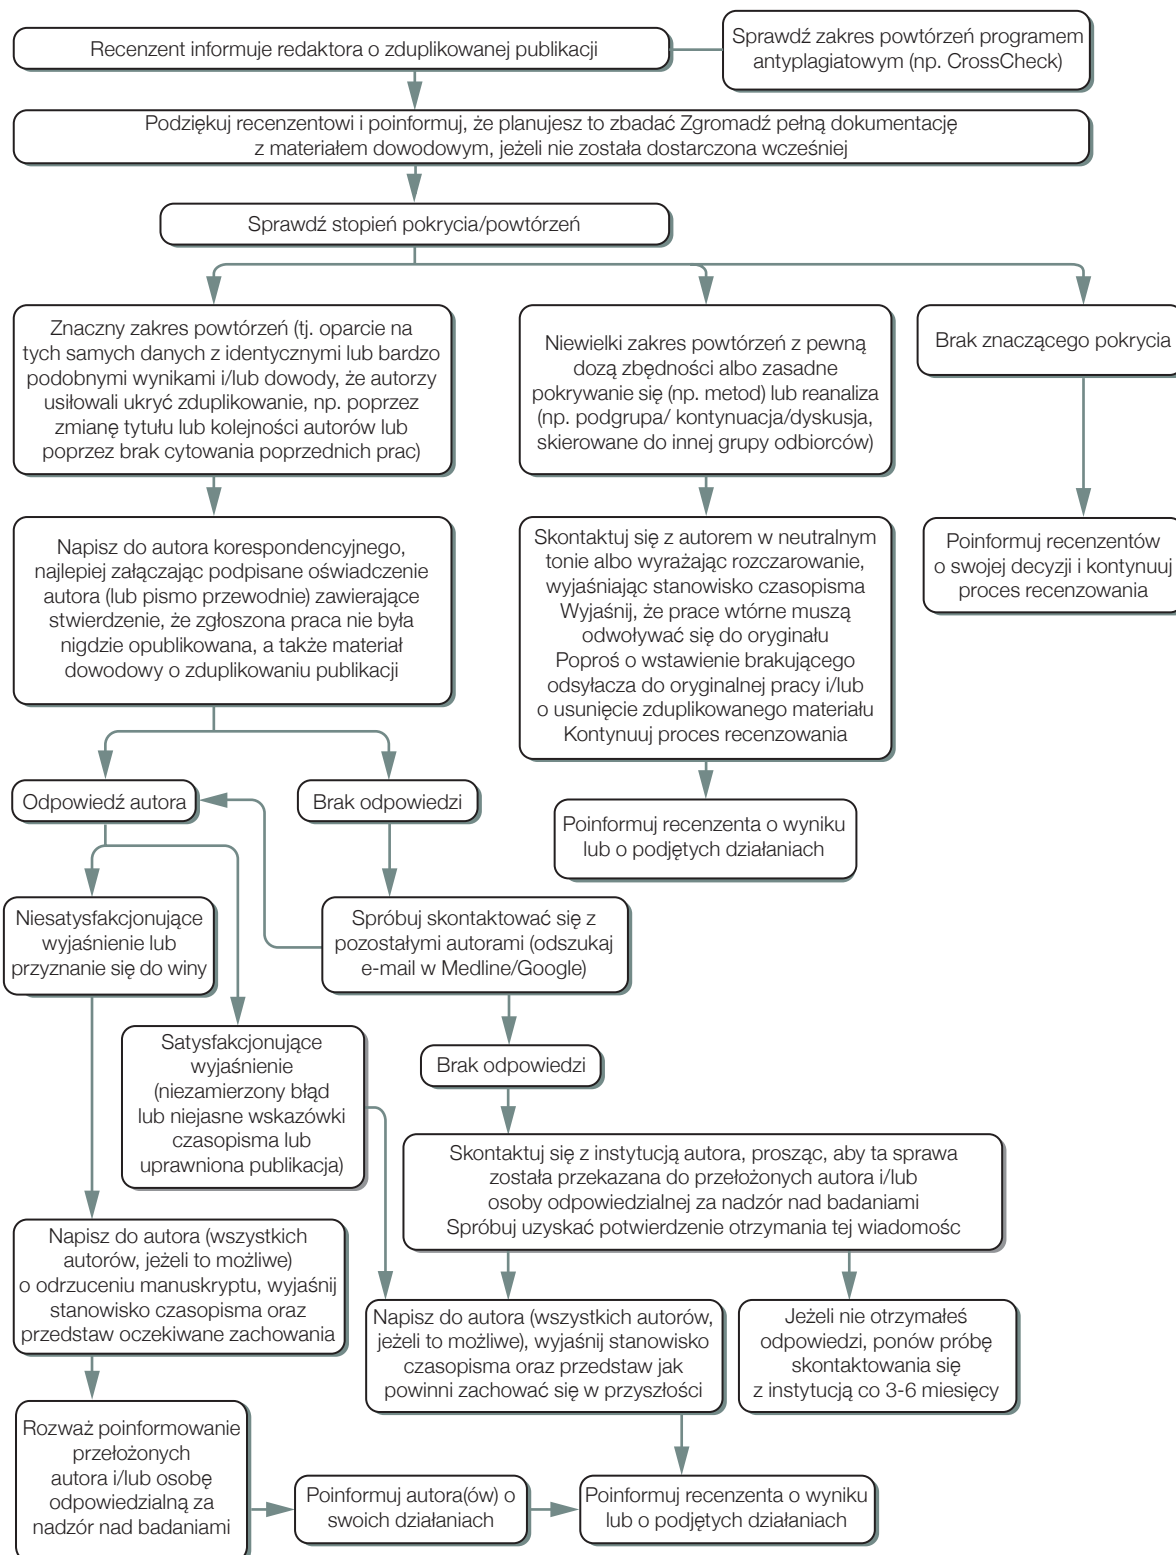 Recenzent informuje redaktora o zduplikowanej publikacji
Sprawdź zakres powtórzeń programem
antyplagiatowym (np. CrossCheck)
Podziękuj recenzentowi i poinformuj, że planujesz to zbadać Zgromadź pełną dokumentację
z materiałem dowodowym, jeżeli nie została dostarczona wcześniej
Sprawdź stopień pokrycia/powtórzeń
Znaczny zakres powtórzeń (tj. oparcie na
tych samych danych z identycznymi lub bardzo
podobnymi wynikami i/lub dowody, że autorzy
usiłowali ukryć zduplikowanie, np. poprzez
zmianę tytułu lub kolejności autorów lub
poprzez brak cytowania poprzednich prac)
Niewielki zakres powtórzeń z pewną
dozą zbędności albo zasadne
pokrywanie się (np. metod) lub reanaliza
(np. podgrupa/ kontynuacja/dyskusja,
skierowane do innej grupy odbiorców)
Brak znaczącego pokrycia
Napisz do autora korespondencyjnego,
najlepiej załączając podpisane oświadczenie
autora (lub pismo przewodnie) zawierające
stwierdzenie, że zgłoszona praca nie była
nigdzie opublikowana, a także materiał
dowodowy o zduplikowaniu publikacji
Skontaktuj się z autorem w neutralnym
tonie albo wyrażając rozczarowanie,
wyjaśniając stanowisko czasopisma
Wyjaśnij, że prace wtórne muszą
odwoływać się do oryginału
Poproś o wstawienie brakującego
odsyłacza do oryginalnej pracy i/lub
o usunięcie zduplikowanego materiału
Kontynuuj proces recenzowania
Poinformuj recenzentów
o swojej decyzji i kontynuuj
proces recenzowania
Odpowiedź autora
Brak odpowiedzi
Poinformuj recenzenta o wyniku
lub o podjętych działaniach
Niesatysfakcjonujące
wyjaśnienie lub
przyznanie się do winy
Spróbuj skontaktować się z
pozostałymi autorami (odszukaj
e-mail w Medline/Google)
Satysfakcjonujące
wyjaśnienie
(niezamierzony błąd
lub niejasne wskazówki
czasopisma lub
uprawniona publikacja)
Brak odpowiedzi
Skontaktuj się z instytucją autora, prosząc, aby ta sprawa
została przekazana do przełożonych autora i/lub
osoby odpowiedzialnej za nadzór nad badaniami
Spróbuj uzyskać potwierdzenie otrzymania tej wiadomośc
Napisz do autora (wszystkich
autorów, jeżeli to możliwe)
o odrzuceniu manuskryptu, wyjaśnij
stanowisko czasopisma oraz
przedstaw oczekiwane zachowania
Napisz do autora (wszystkich autorów,
jeżeli to możliwe), wyjaśnij stanowisko
czasopisma oraz przedstaw jak
powinni zachować się w przyszłości
Jeżeli nie otrzymałeś
odpowiedzi, ponów próbę
skontaktowania się
z instytucją co 3-6 miesięcy
Rozważ poinformowanie
przełożonych
autora i/lub osobę
odpowiedzialną za
nadzór nad badaniami
Poinformuj autora(ów) o
swoich działaniach
Poinformuj recenzenta o wyniku
lub o podjętych działaniach